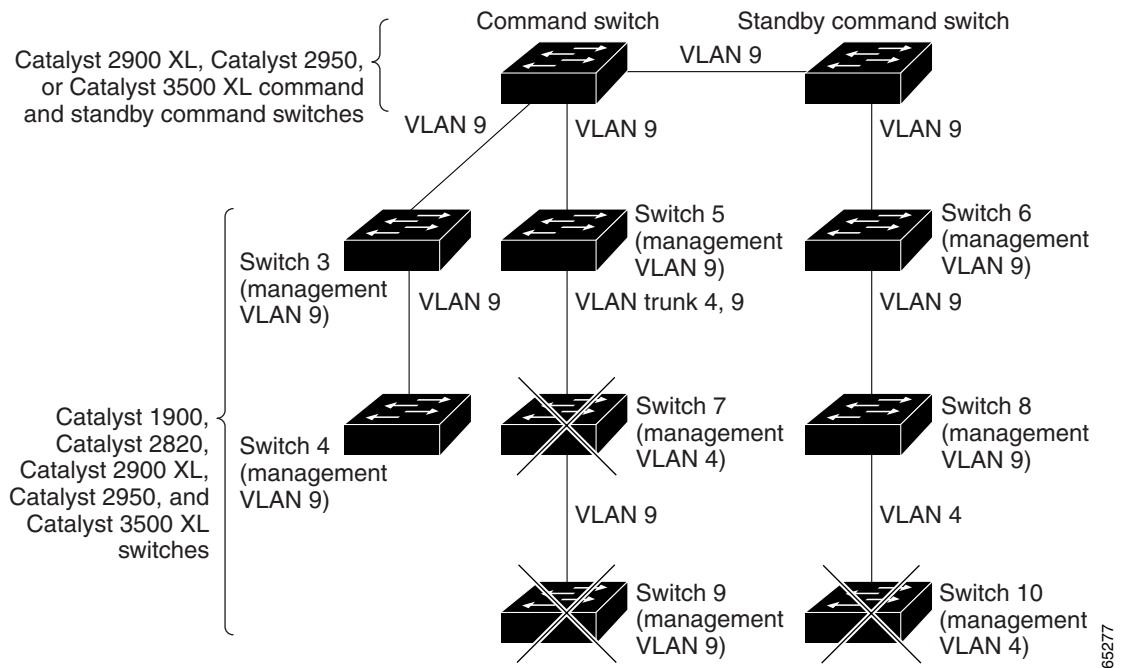 Command switch
Standby command switch
Catalyst 2900 XL, Catalyst 2950,
or Catalyst 3500 XL command
and standby command switches
VLAN 9
VLAN 9
VLAN 9
VLAN 9
Switch 3
(management
VLAN 9)
Switch 5
(management
VLAN 9)
Switch 6
(management
VLAN 9)
VLAN 9
VLAN trunk 4, 9
VLAN 9
Catalyst 1900,
Catalyst 2820,
Catalyst 2900 XL,
Catalyst 2950, and
Catalyst 3500 XL
switches
Switch 4
(management
VLAN 9)
Switch 7
(management
VLAN 4)
Switch 8
(management
VLAN 9)
VLAN 9
VLAN 4
Switch 9
(management
VLAN 9)
Switch 10
(management
VLAN 4)
65277